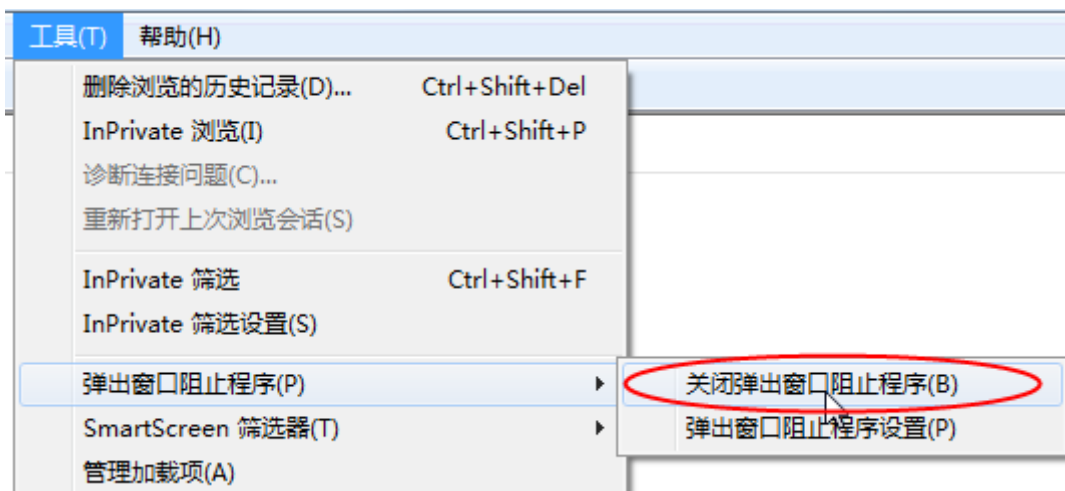 工具(T) 帮助(H)
删除浏览的历史记录(D)... Ctrl+Shift+Del
InPrivate 浏览(I) Ctrl+Shift+P
诊断连接问题(C)...
重新打开上次浏览会话(S)
InPrivate 筛选 Ctrl+Shift+F
InPrivate 筛选设置(S)
弹出窗口阻止程序(P) 关闭弹出窗口阻止程序(B)
SmartScreen 筛选器(T) 弹出窗口阻止程序设置(P)
管理加载项(A)